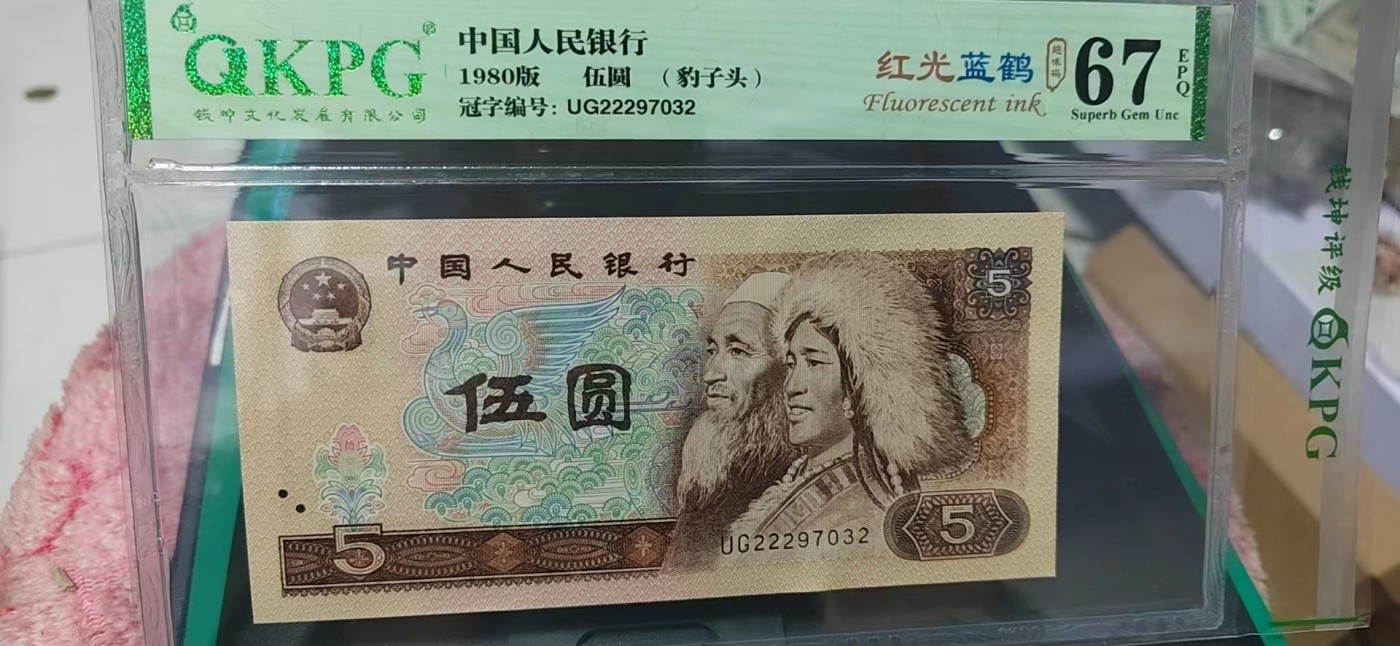 QKPG®
钱坤文化发展有限公司
中国人民银行
1980版 伍圆 （豹子头）
冠字编号: UG22297032
红光蓝鹤
Fluorescent ink
趣味码
67
EPQ
Superb Gem Unc
中国人民银行
5
伍圆
5
UG22297032
5
钱坤评级 QKPG